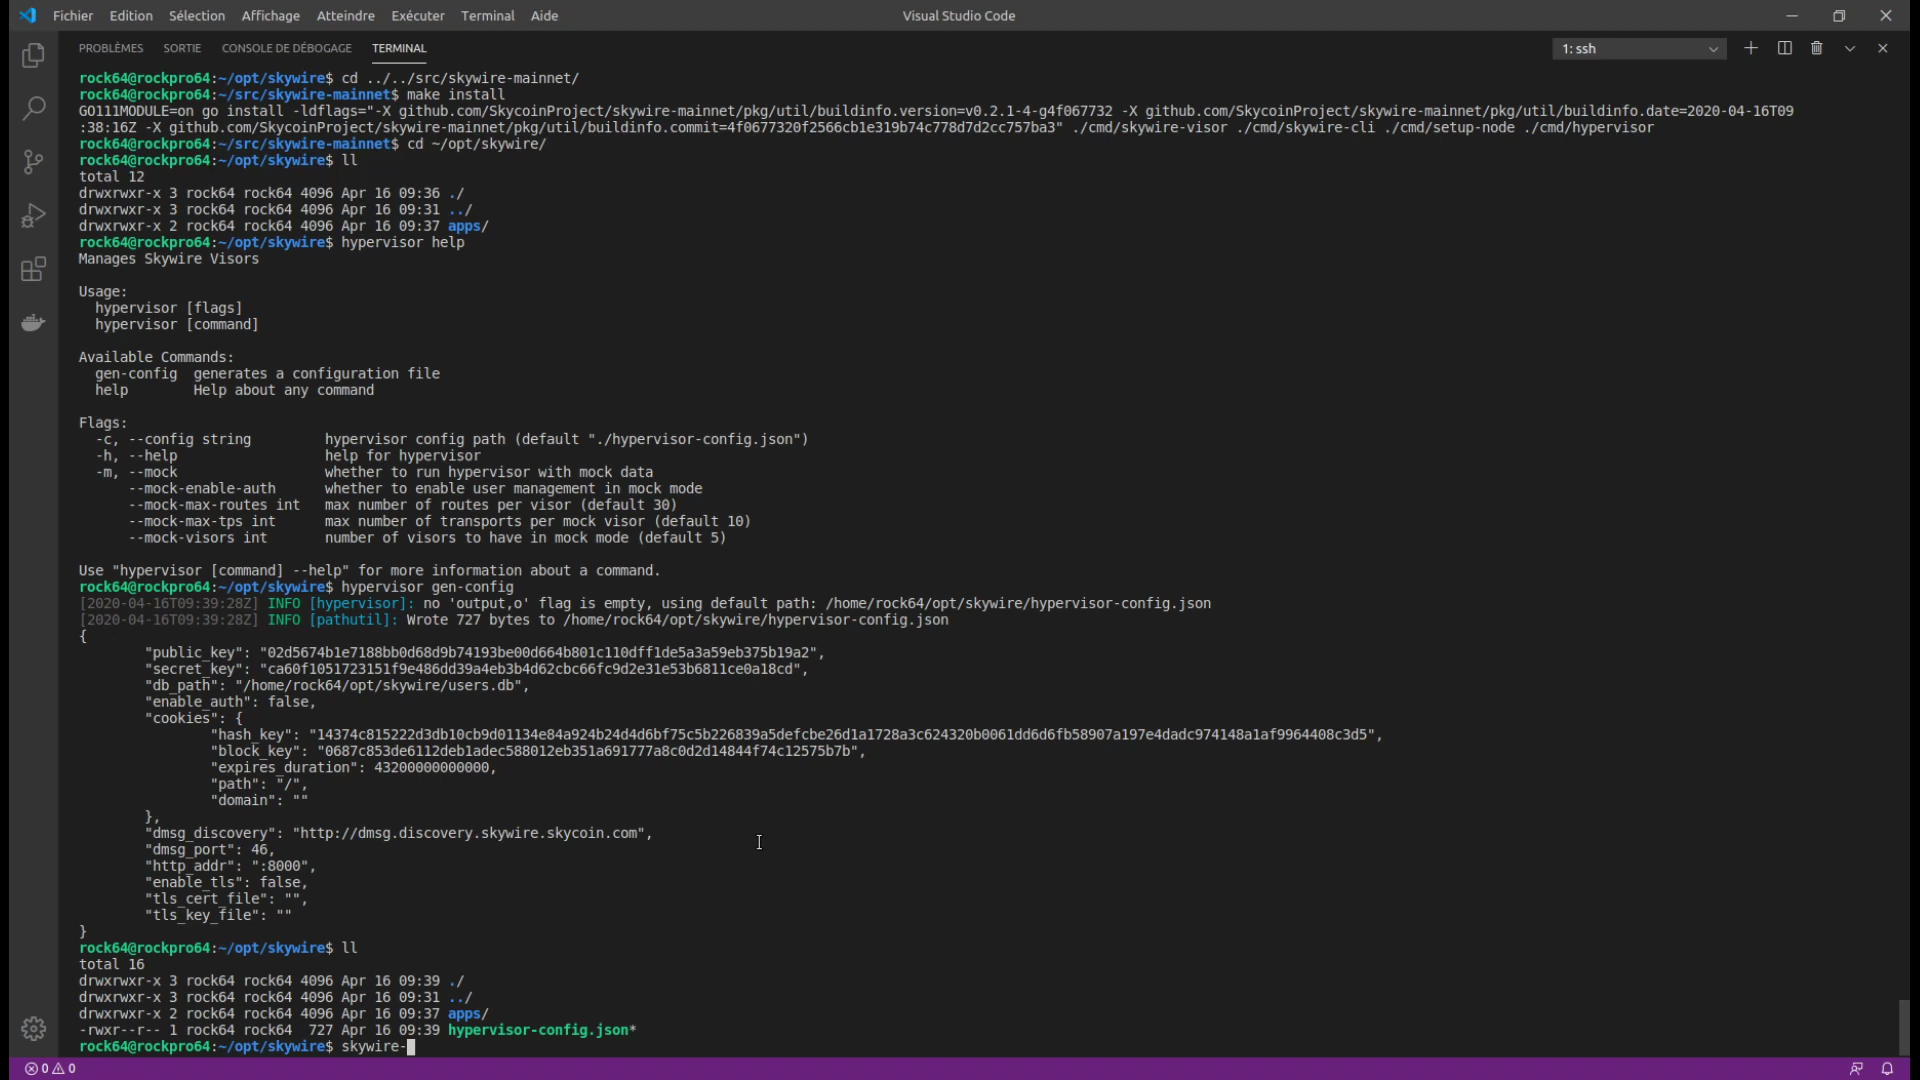 Fichier Edition Sélection Affichage Atteindre Exécuter Terminal Aide
Visual Studio Code
PROBLÈMES SORTIE CONSOLE DE DÉBOGAGE TERMINAL
1: ssh
rock64@rockpro64:~/opt/skywire$ cd ../../src/skywire-mainnet/
rock64@rockpro64:~/src/skywire-mainnet$ make install
GO111MODULE=on go install -ldflags="-X github.com/SkycoinProject/skywire-mainnet/pkg/util/buildinfo.version=v0.2.1-4-g4f067732 -X github.com/SkycoinProject/skywire-mainnet/pkg/util/buildinfo.date=2020-04-16T09
:38:16Z -X github.com/SkycoinProject/skywire-mainnet/pkg/util/buildinfo.commit=4f0677320f2566cb1e319b74c778d7d2cc757ba3" ./cmd/skywire-visor ./cmd/skywire-cli ./cmd/setup-node ./cmd/hypervisor
rock64@rockpro64:~/src/skywire-mainnet$ cd ~/opt/skywire/
rock64@rockpro64:~/opt/skywire$ ll
total 12
drwxrwxr-x 3 rock64 rock64 4096 Apr 16 09:36 ./
drwxrwxr-x 3 rock64 rock64 4096 Apr 16 09:31 ../
drwxrwxr-x 2 rock64 rock64 4096 Apr 16 09:37 apps/
rock64@rockpro64:~/opt/skywire$ hypervisor help
Manages Skywire Visors
Usage:
hypervisor [flags]
hypervisor [command]
Available Commands:
gen-config generates a configuration file
help Help about any command
Flags:
-c, --config string hypervisor config path (default "./hypervisor-config.json")
-h, --help help for hypervisor
-m, --mock whether to run hypervisor with mock data
--mock-enable-auth whether to enable user management in mock mode
--mock-max-routes int max number of routes per visor (default 30)
--mock-max-tps int max number of transports per mock visor (default 10)
--mock-visors int number of visors to have in mock mode (default 5)
Use "hypervisor [command] --help" for more information about a command.
rock64@rockpro64:~/opt/skywire$ hypervisor gen-config
[2020-04-16T09:39:28Z] INFO [hypervisor]: no 'output,o' flag is empty, using default path: /home/rock64/opt/skywire/hypervisor-config.json
[2020-04-16T09:39:28Z] INFO [pathutil]: Wrote 727 bytes to /home/rock64/opt/skywire/hypervisor-config.json
{
"public_key": "02d5674b1e7188bb0d68d9b74193be00d664b801c110dff1de5a3a59eb375b19a2",
"secret_key": "ca60f1051723151f9e486dd39a4eb3b4d62cbc66fc9d2e31e53b6811ce0a18cd",
"db_path": "/home/rock64/opt/skywire/users.db",
"enable_auth": false,
"cookies": {
"hash_key": "14374c815222d3db10cb9d01134e84a924b24d4d6bf75c5b226839a5defcbe26d1a1728a3c624320b0061dd6d6fb58907a197e4dadc974148a1af9964408c3d5",
"block_key": "0687c853de6112deb1adec588012eb351a691777a8c0d2d14844f74c12575b7b",
"expires_duration": 43200000000000,
"path": "/",
"domain": ""
},
"dmsg_discovery": "http://dmsg.discovery.skywire.skycoin.com",
"dmsg_port": 46,
"http_addr": ":8000",
"enable_tls": false,
"tls_cert_file": "",
"tls_key_file": ""
}
rock64@rockpro64:~/opt/skywire$ ll
total 16
drwxrwxr-x 3 rock64 rock64 4096 Apr 16 09:39 ./
drwxrwxr-x 3 rock64 rock64 4096 Apr 16 09:31 ../
drwxrwxr-x 2 rock64 rock64 4096 Apr 16 09:37 apps/
-rwxr--r-- 1 rock64 rock64 727 Apr 16 09:39 hypervisor-config.json*
rock64@rockpro64:~/opt/skywire$ skywire-
0 0